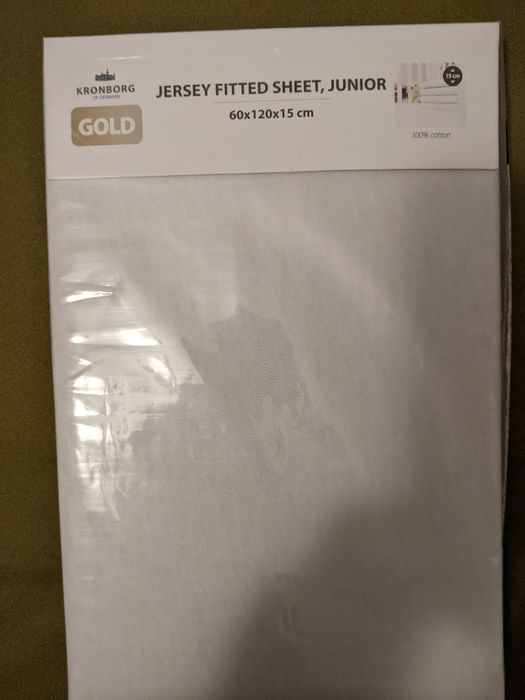 KRONBORG
OF DENMARK
GOLD
JERSEY FITTED SHEET, JUNIOR
60x120x15 cm
15 cm
100% cotton